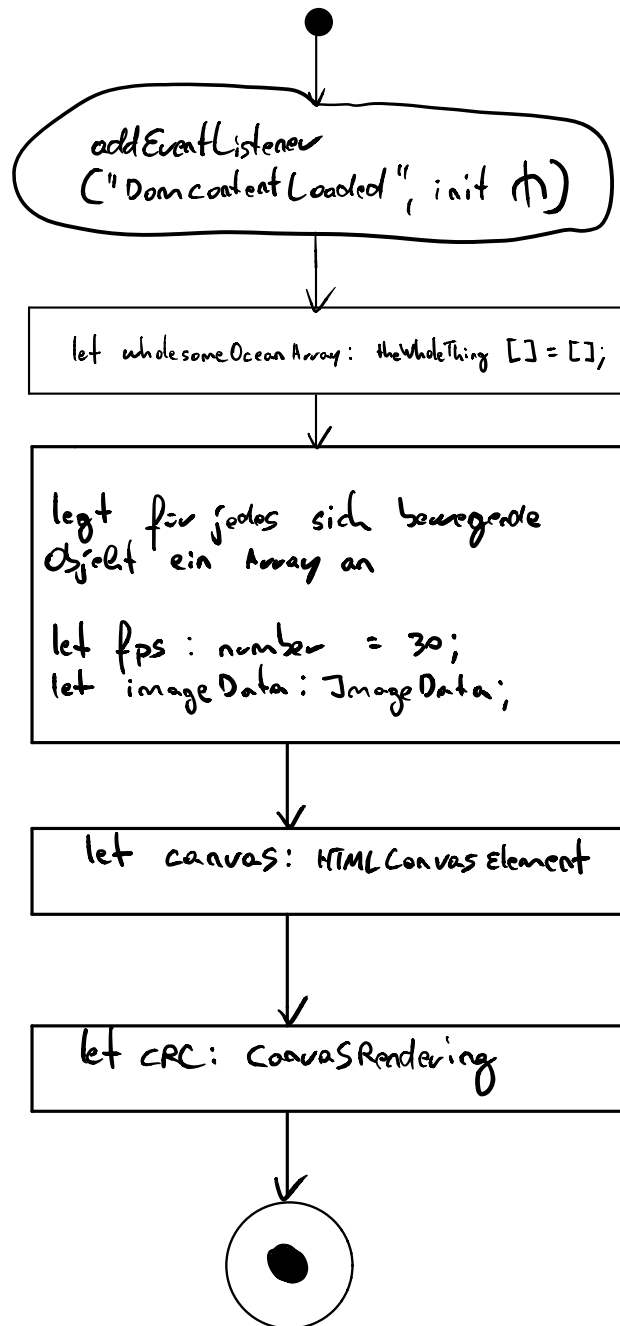 addEventListener
("DomcontentLoaded", init )
let wholesomeOceanArray: theWholeThing [] = [];
legt für jedes sich bewegende
Objekt ein Array an
let fps : number = 30;
let imageData: ImageData;
let canvas: HTMLCanvasElement
let cRC: CanvasRendering